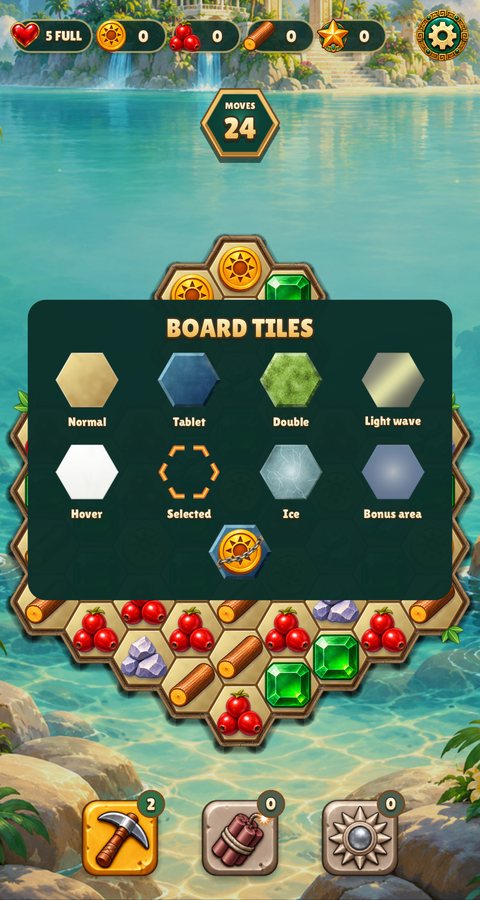 5 FULL 0 0 0 0
MOVES
24
BOARD TILES
Normal Tablet Double Light wave
Hover Selected Ice Bonus area
2 0 0